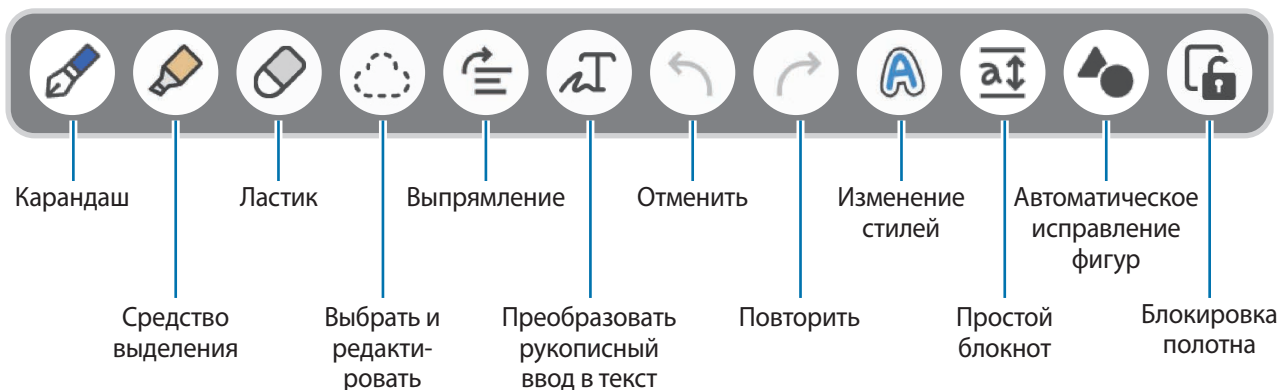 Карандаш
Ластик
Выпрямление
Отменить
Изменение
стилей
Автоматическое
исправление
фигур
Средство
выделения
Выбрать и
редакти-
ровать
Преобразовать
рукописный
ввод в текст
Повторить
Простой
блокнот
Блокировка
полотна